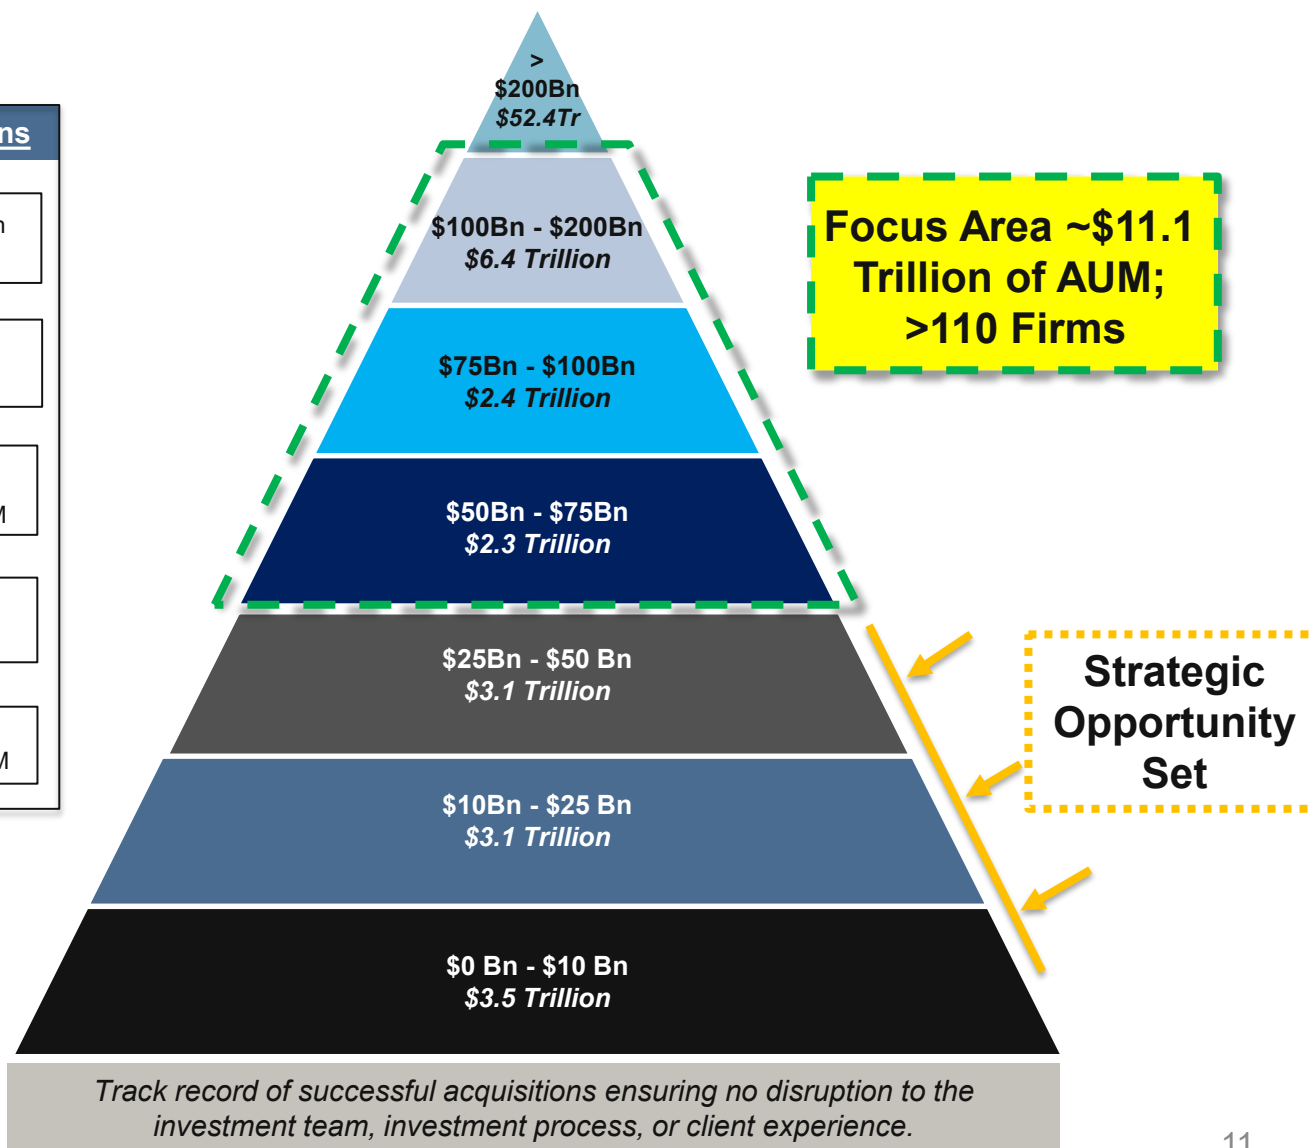 >
$200Bn
$52.4Tr
ns
n
M
M
$100Bn - $200Bn
$6.4 Trillion
Focus Area ~$11.1
Trillion of AUM;
>110 Firms
$75Bn - $100Bn
$2.4 Trillion
$50Bn - $75Bn
$2.3 Trillion
$25Bn - $50 Bn
$3.1 Trillion
Strategic
Opportunity
Set
$10Bn - $25 Bn
$3.1 Trillion
$0 Bn - $10 Bn
$3.5 Trillion
Track record of successful acquisitions ensuring no disruption to the
investment team, investment process, or client experience.
11